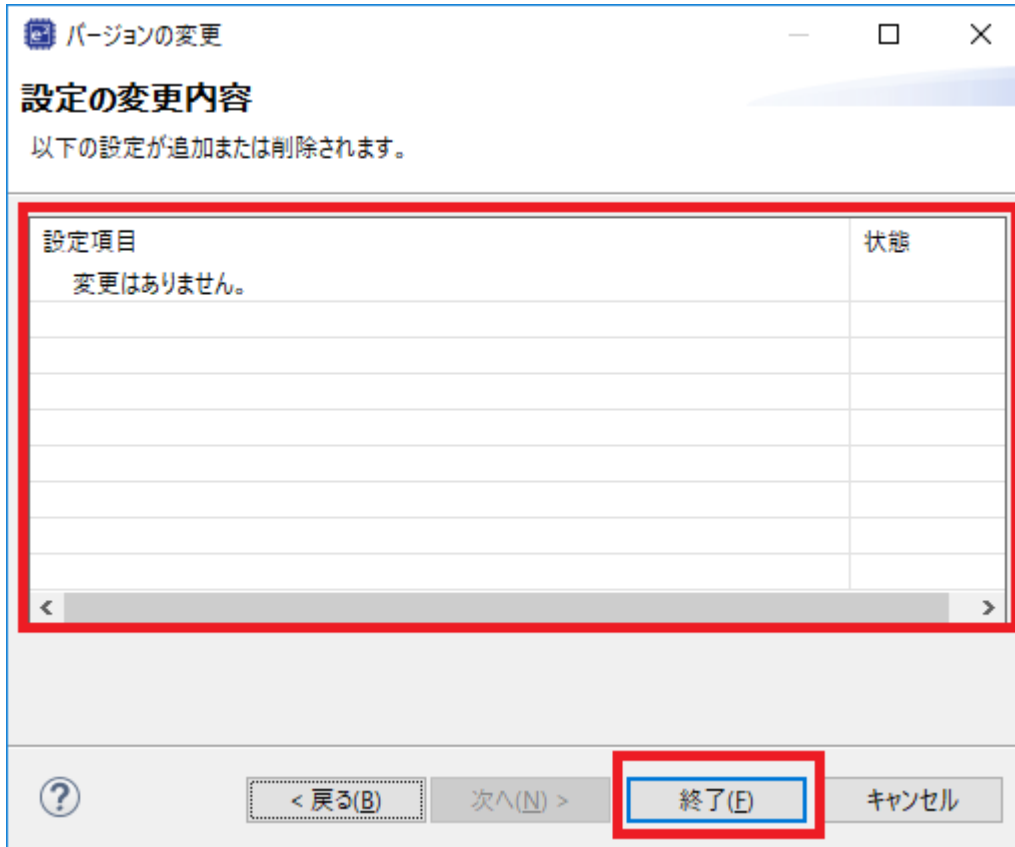 e²
バージョンの変更
設定の変更内容
以下の設定が追加または削除されます。
設定項目 状態
変更はありません。
? < 戻る(B) 次へ(N) > 終了(F) キャンセル